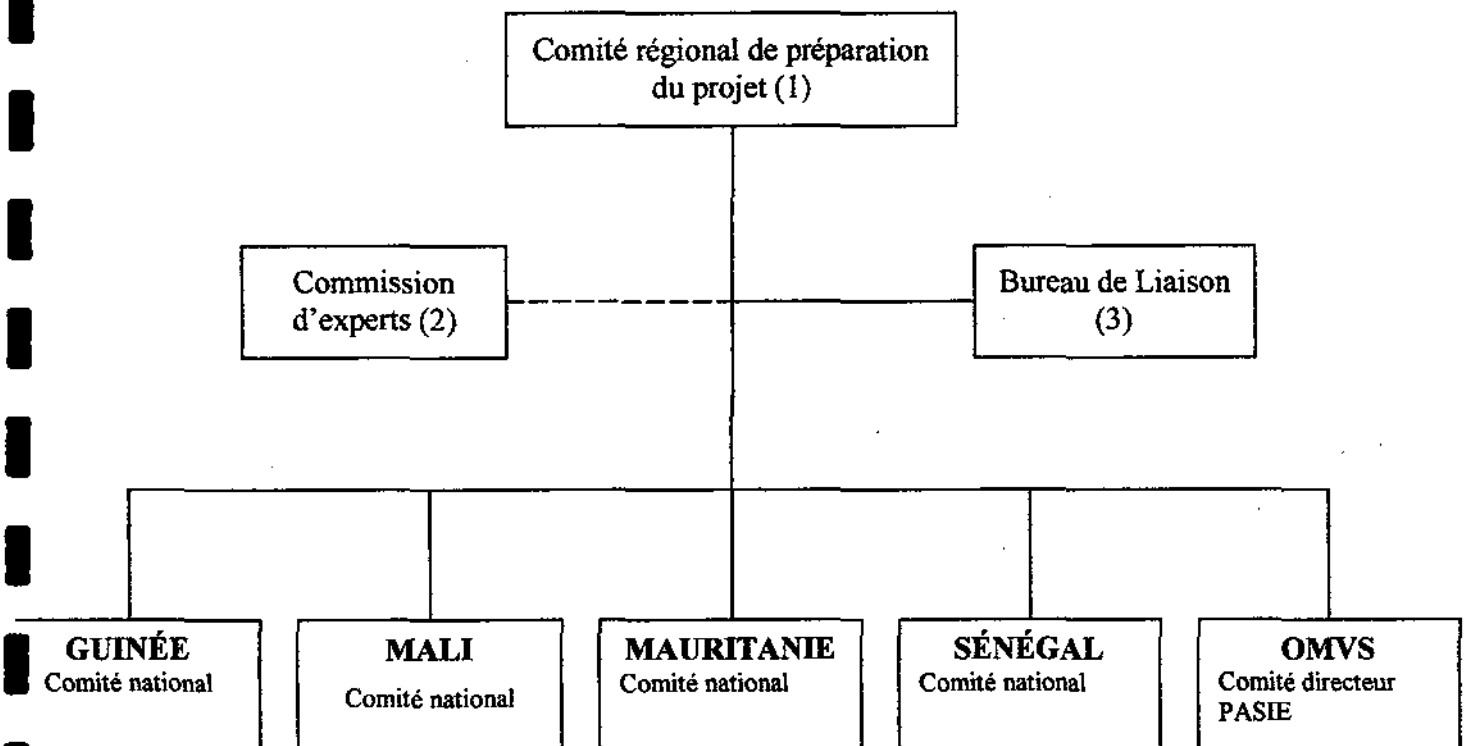 Comité régional de préparation
du projet (1)
Commission
d'experts (2)
Bureau de Liaison
(3)
GUINÉE
Comité national
MALI
Comité national
MAURITANIE
Comité national
SÉNÉGAL
Comité national
OMVS
Comité directeur
PASIE